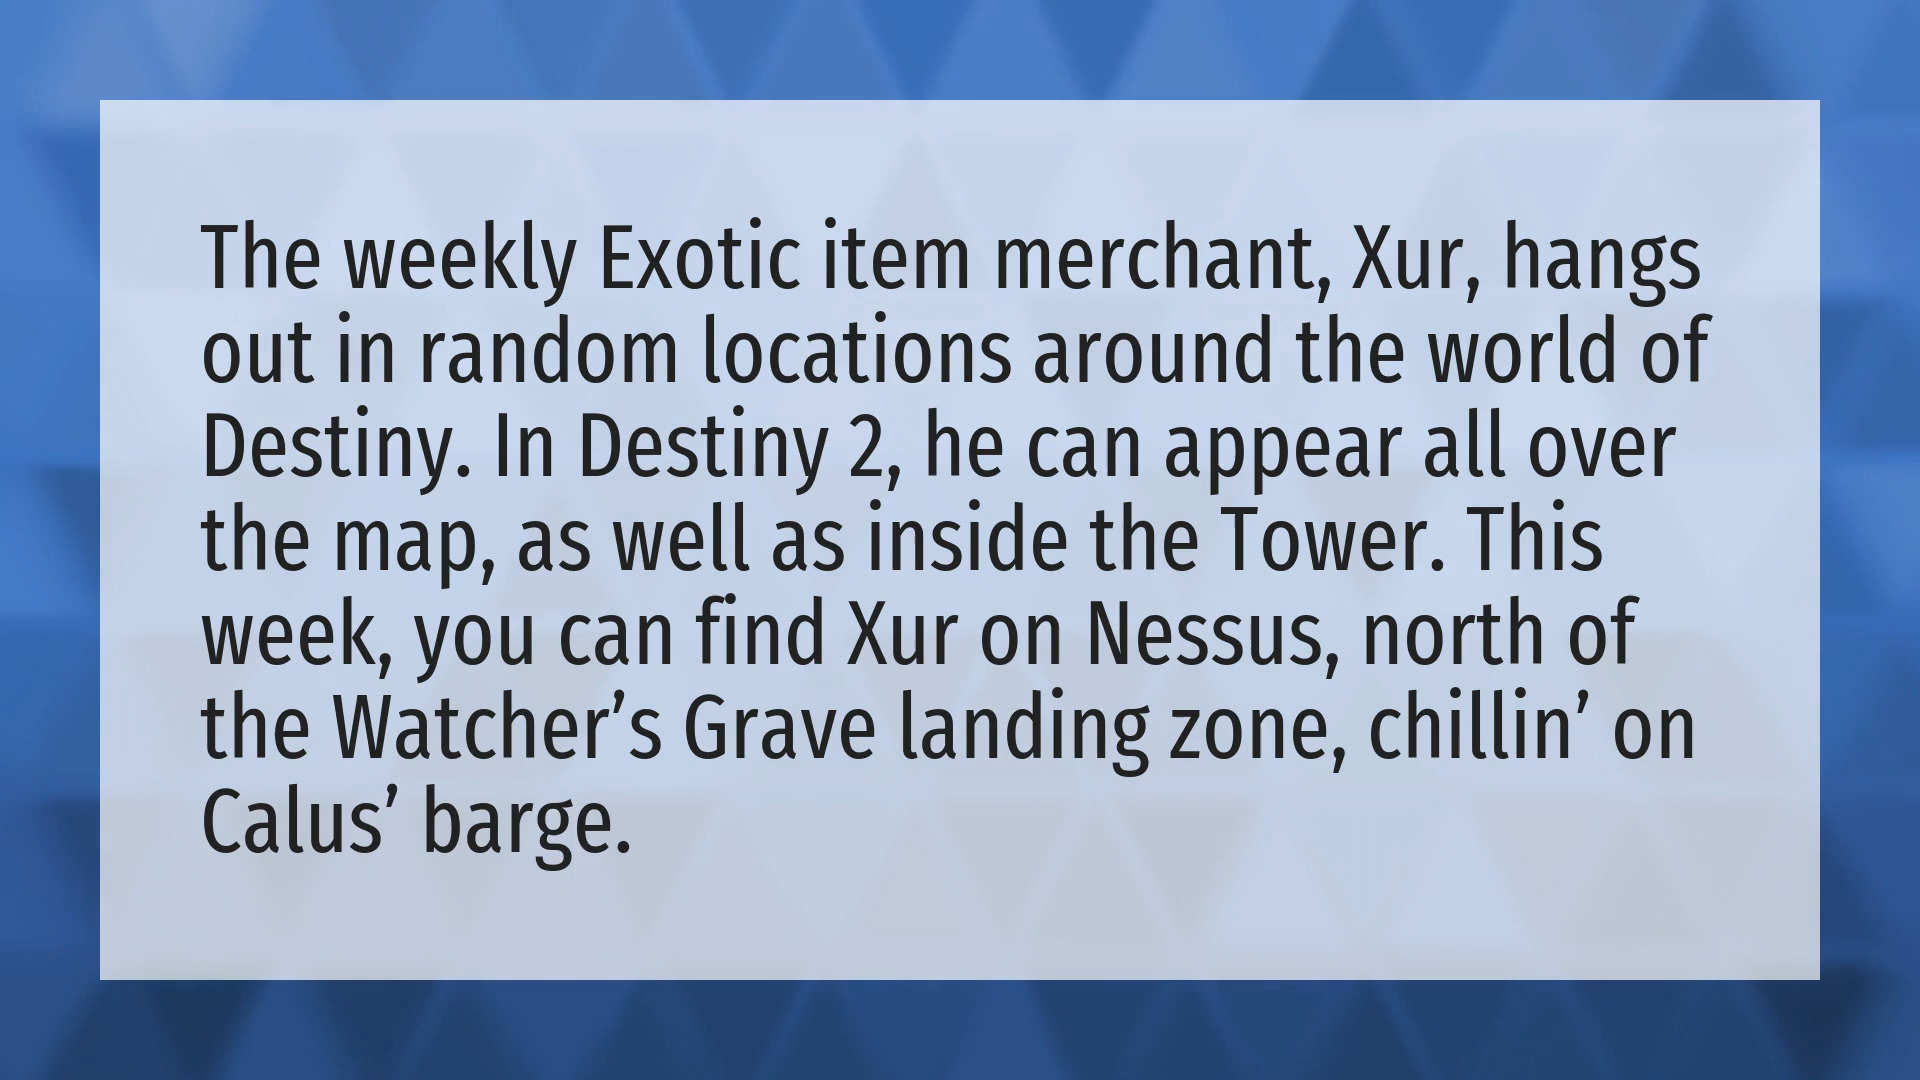 The weekly Exotic item merchant, Xur, hangs
out in random locations around the world of
Destiny. In Destiny 2, he can appear all over
the map, as well as inside the Tower. This
week, you can find Xur on Nessus, north of
the Watcher’s Grave landing zone, chillin’ on
Calus’ barge.